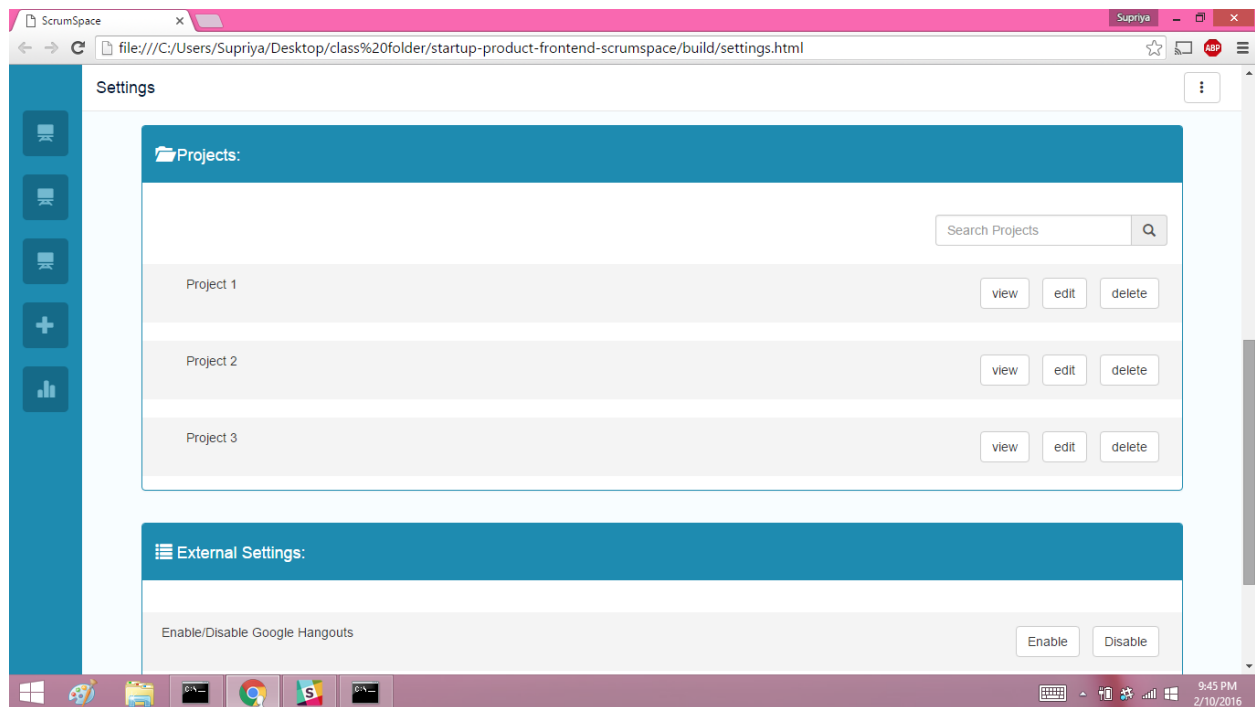 ScrumSpace
Supriya
file:///C:/Users/Supriya/Desktop/class%20folder/startup-product-frontend-scrumspace/build/settings.html
ABP
Settings
Projects:
Search Projects
Project 1 view edit delete
Project 2 view edit delete
Project 3 view edit delete
External Settings:
Enable/Disable Google Hangouts Enable Disable
9:45 PM
2/10/2016